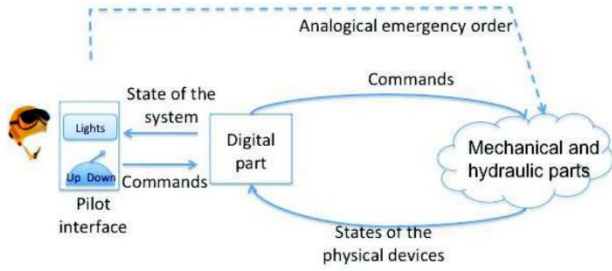 Analogical emergency order
Commands
State of the
system
Lights
Digital
part
Mechanical and
hydraulic parts
Up Down
Commands
Pilot
interface
States of the
physical devices